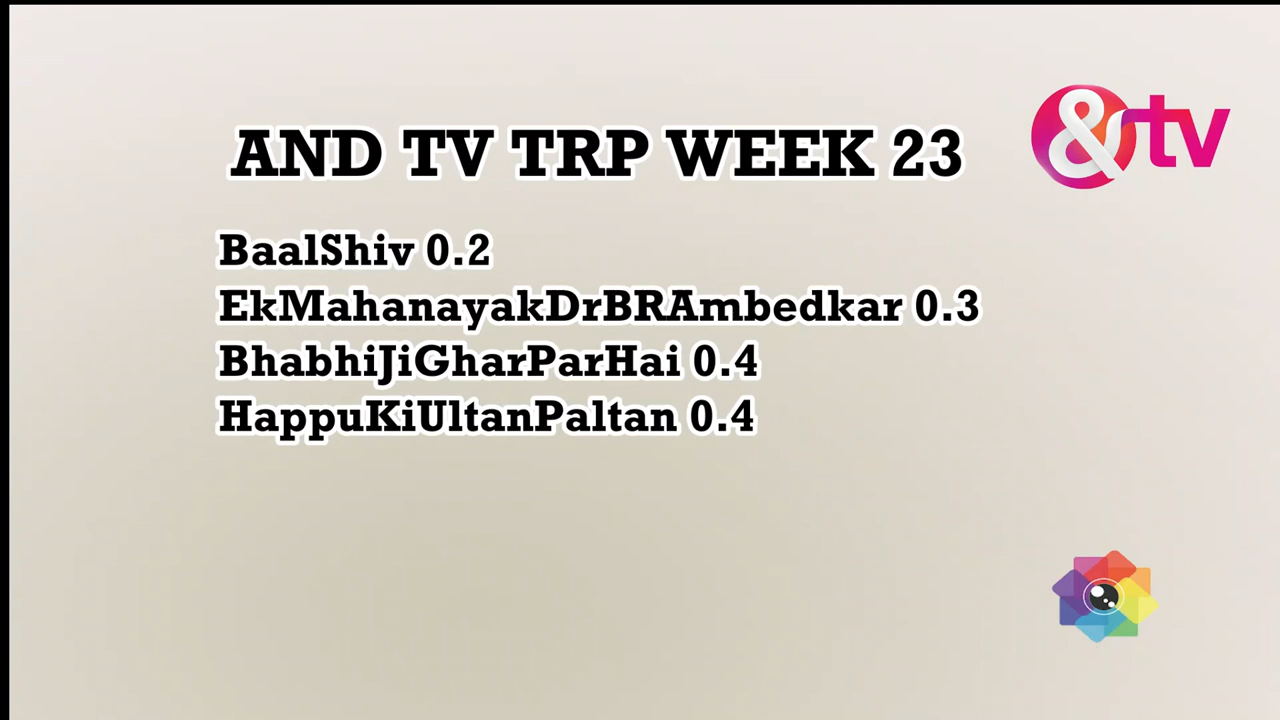 AND TV TRP WEEK 23
&tv
BaalShiv 0.2
EkMahanayakDrBRAmbedkar 0.3
BhabhiJiGharParHai 0.4
HappuKiUltanPaltan 0.4